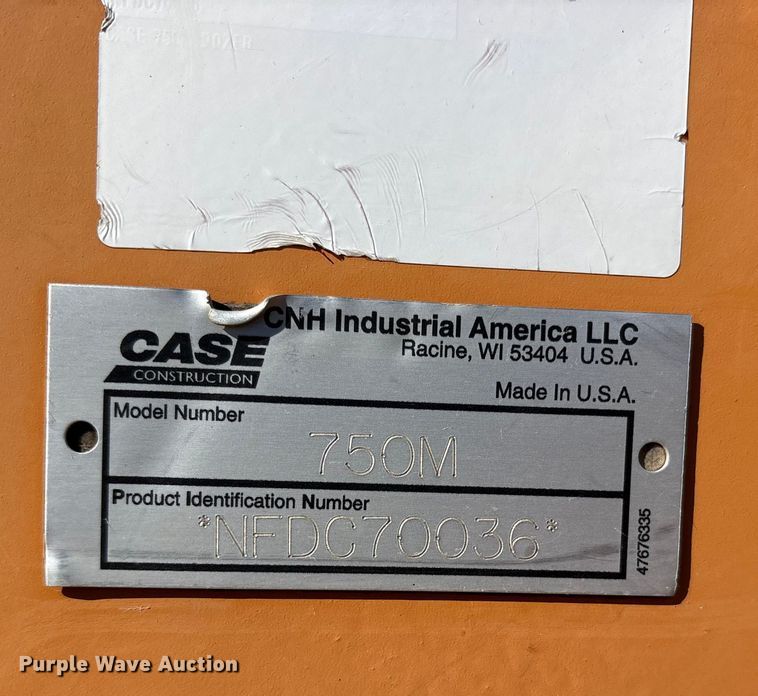 CNH Industrial America LLC
Racine, WI 53404 U.S.A.
CASE
CONSTRUCTION
Made In U.S.A.
Model Number
750M
Product Identification Number
*NFDC70036*
47676335
Purple Wave Auction